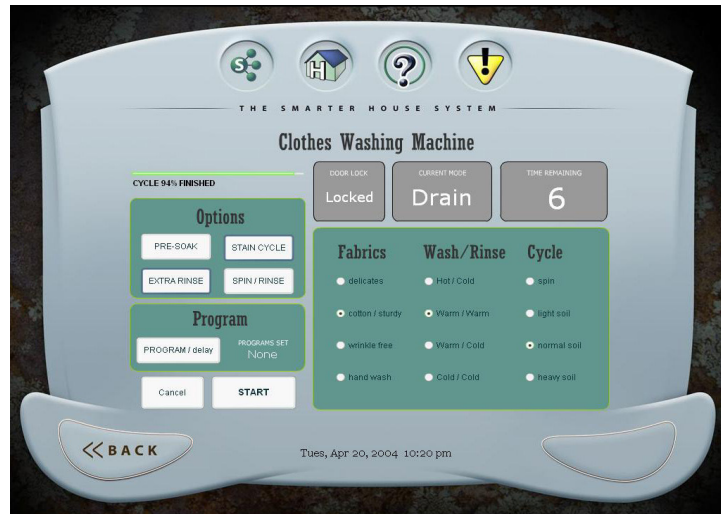 S
H
?
!
THE SMARTER HOUSE SYSTEM
Clothes Washing Machine
CYCLE 94% FINISHED
DOOR LOCK
Locked
CURRENT MODE
Drain
TIME REMAINING
6
Options
PRE-SOAK
STAIN CYCLE
EXTRA RINSE
SPIN / RINSE
Program
PROGRAM / delay
PROGRAMS SET
None
Cancel
START
Fabrics
delicates
cotton / sturdy
wrinkle free
hand wash
Wash/Rinse
Hot / Cold
Warm / Warm
Warm / Cold
Cold / Cold
Cycle
spin
light soil
normal soil
heavy soil
<< BACK
Tues, Apr 20, 2004 10:20 pm